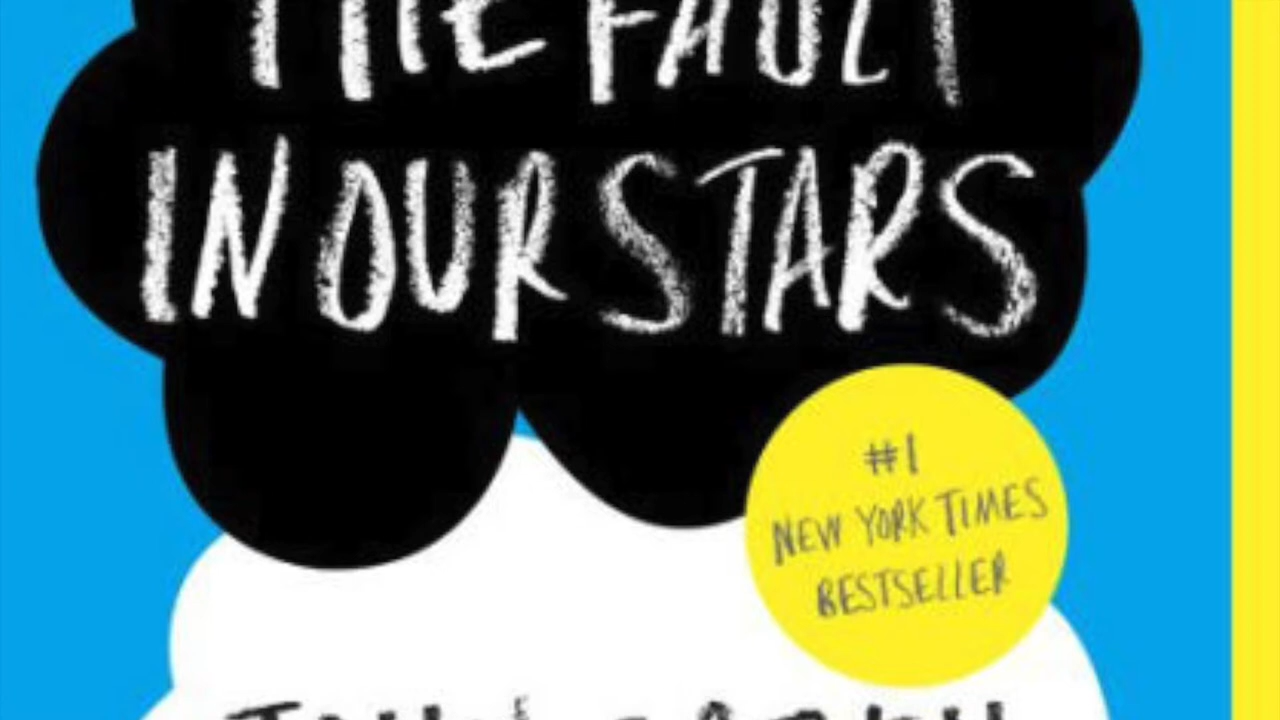 THE FAULT
IN OUR STARS
#1
NEW YORK TIMES
BESTSELLER